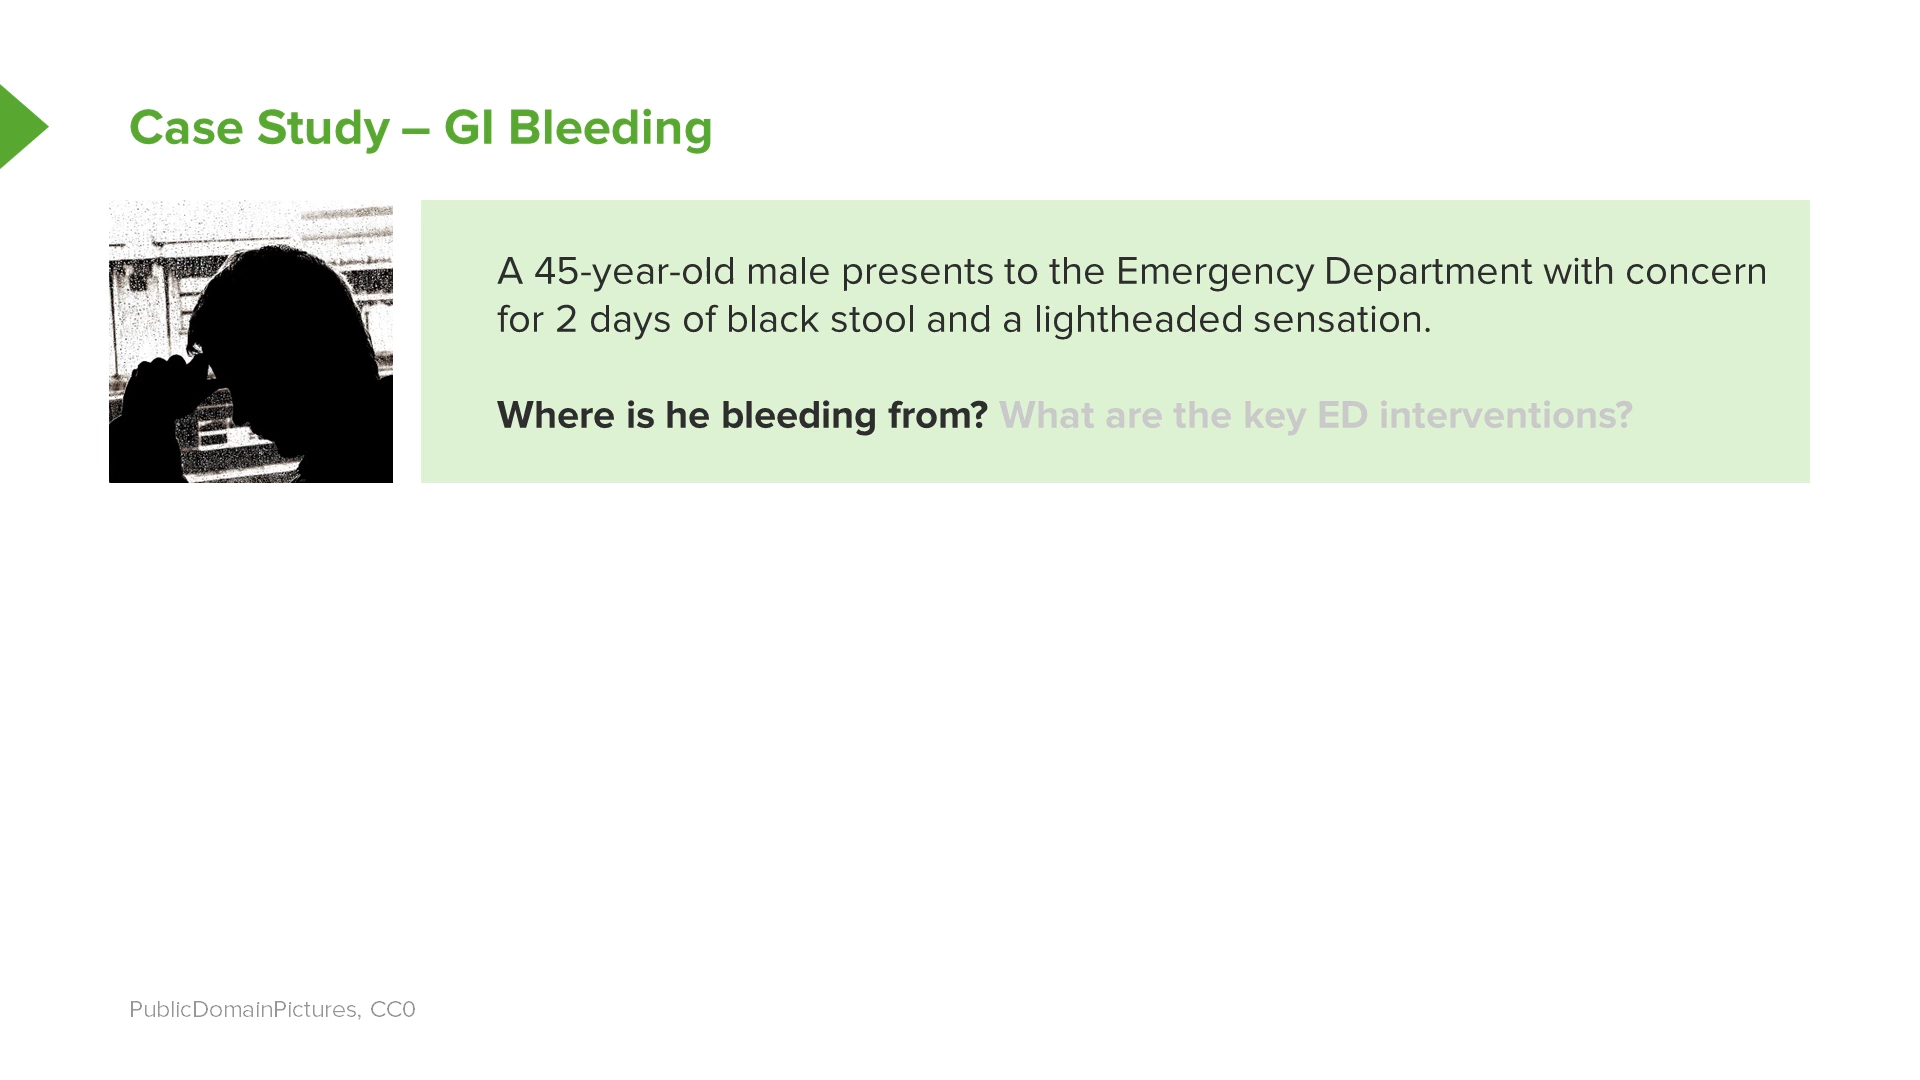 Case Study – GI Bleeding
A 45-year-old male presents to the Emergency Department with concern
for 2 days of black stool and a lightheaded sensation.
Where is he bleeding from? What are the key ED interventions?
PublicDomainPictures, CC0